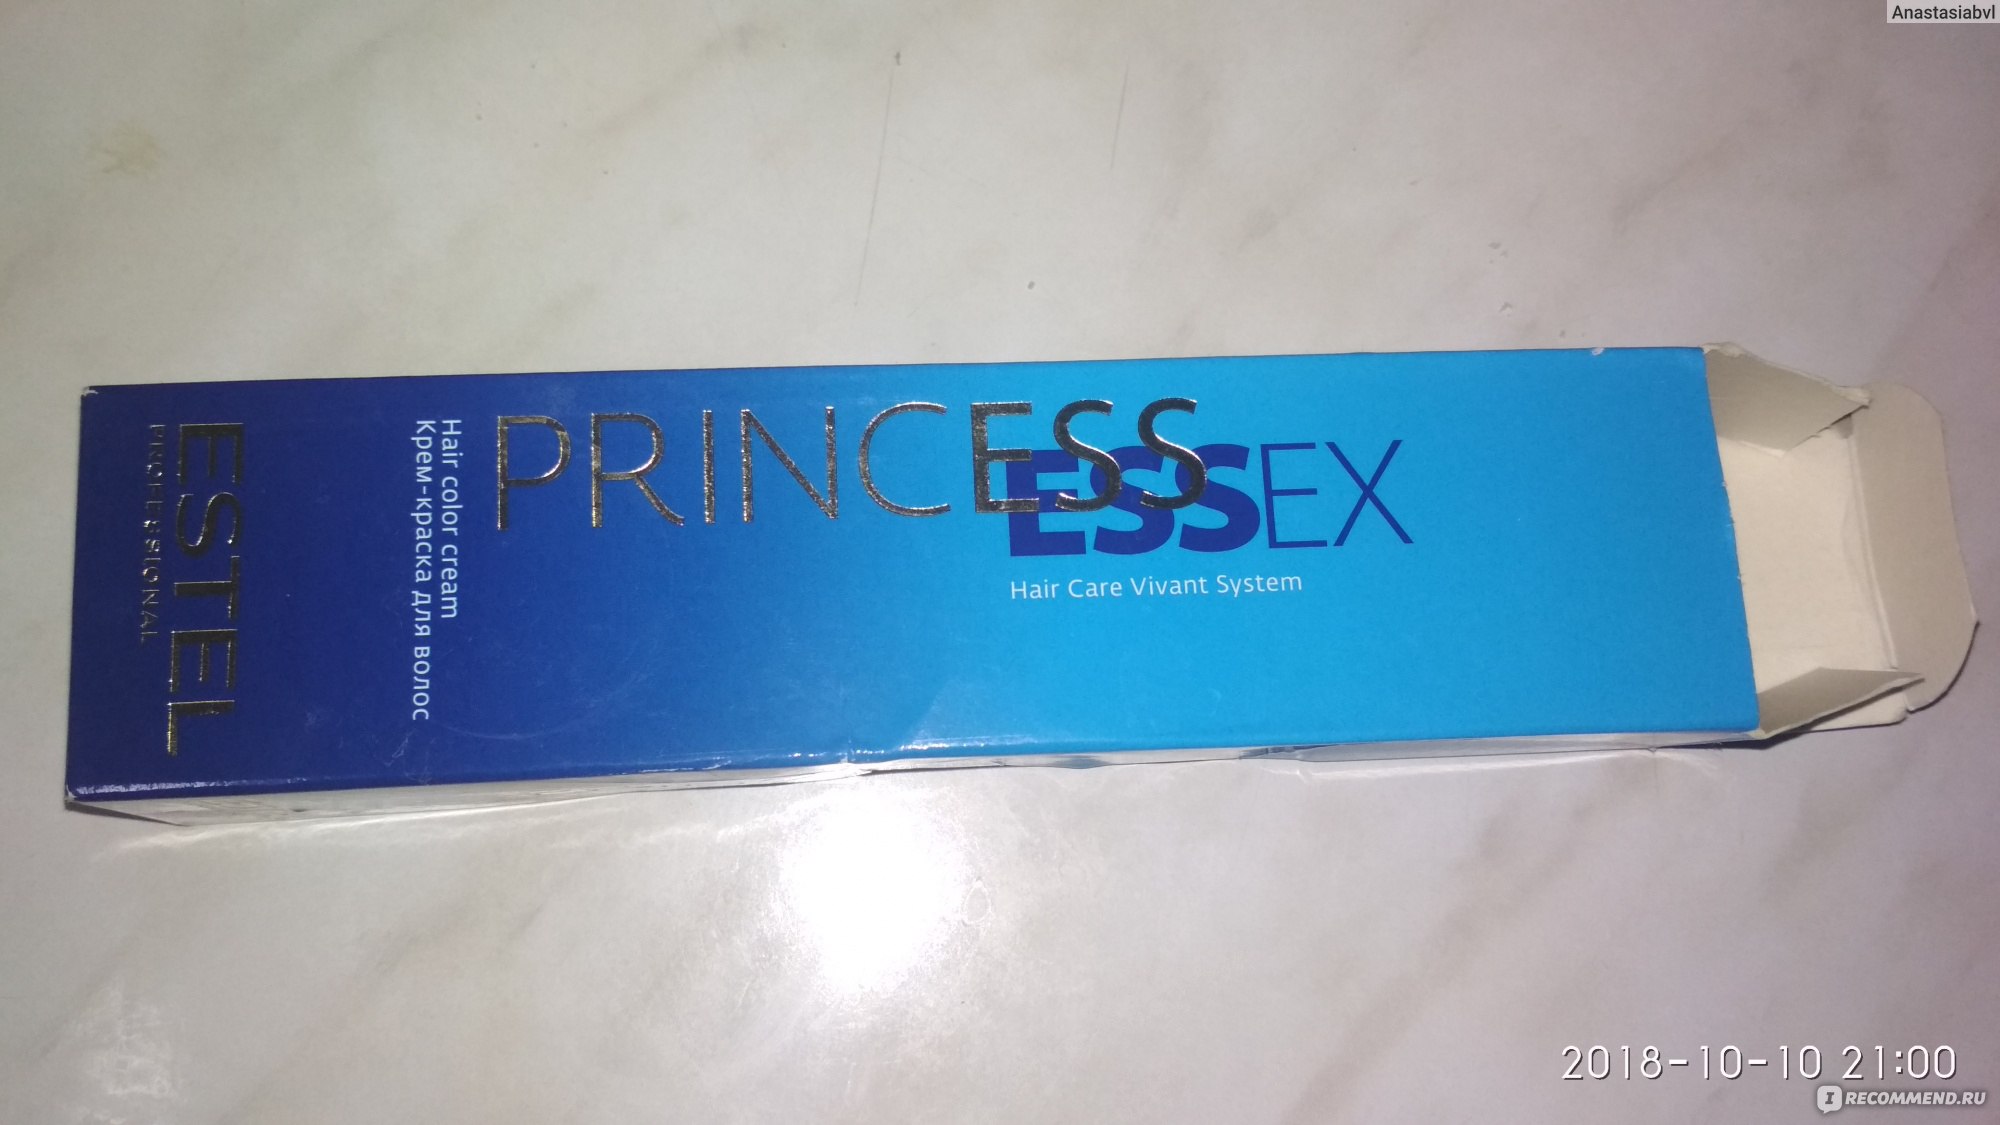 Anastasiabvl
ESTEL
PROFESSIONAL
Hair color cream
Крем-краска для волос
PRINCESS
ESSEX
Hair Care Vivant System
2018-10-10 21:00
I RECOMMEND.RU